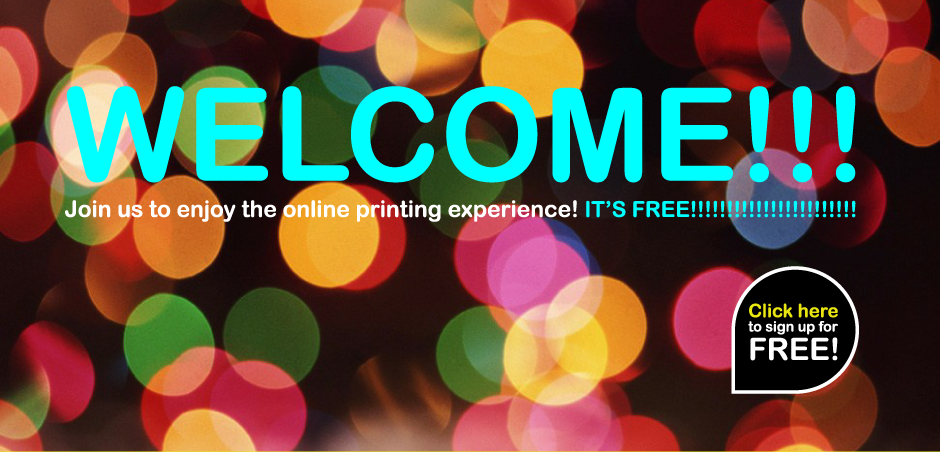 WELCOME!!!
Join us to enjoy the online printing experience! IT’S FREE!!!!!!!!!!!!!!!!!!!!!!!
Click here
to sign up for
FREE!